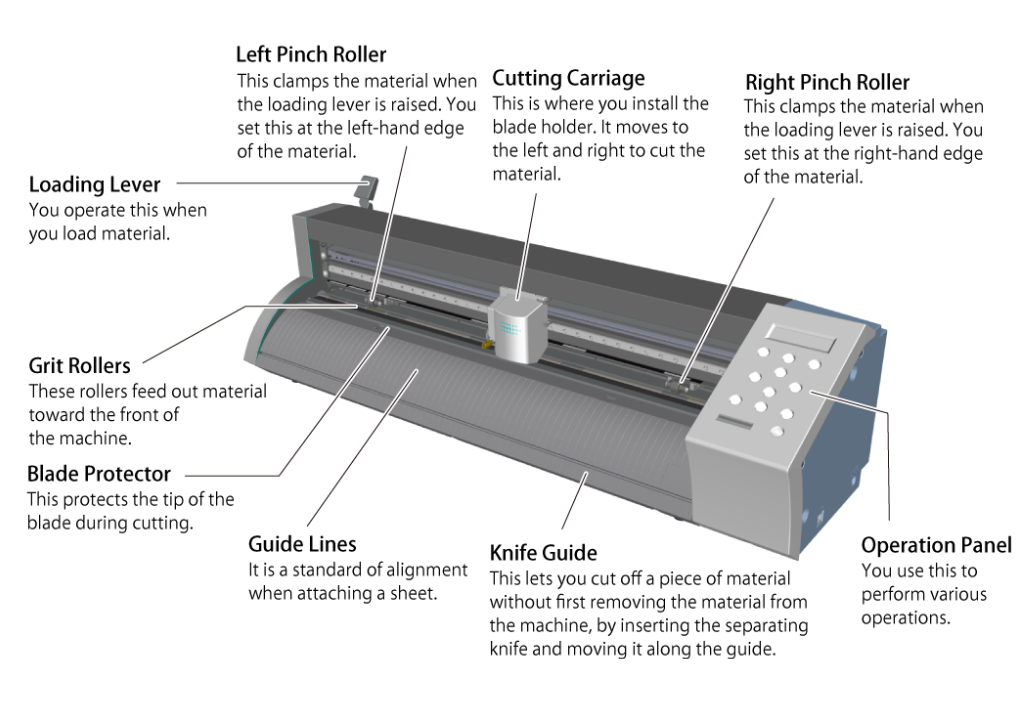 Left Pinch Roller
This clamps the material when
the loading lever is raised. You
set this at the left-hand edge
of the material.
Cutting Carriage
This is where you install the
blade holder. It moves to
the left and right to cut the
material.
Right Pinch Roller
This clamps the material when
the loading lever is raised. You
set this at the right-hand edge
of the material.
Loading Lever
You operate this when
you load material.
Grit Rollers
These rollers feed out material
toward the front of
the machine.
Blade Protector
This protects the tip of the
blade during cutting.
Guide Lines
It is a standard of alignment
when attaching a sheet.
Knife Guide
This lets you cut off a piece of material
without first removing the material from
the machine, by inserting the separating
knife and moving it along the guide.
Operation Panel
You use this to
perform various
operations.